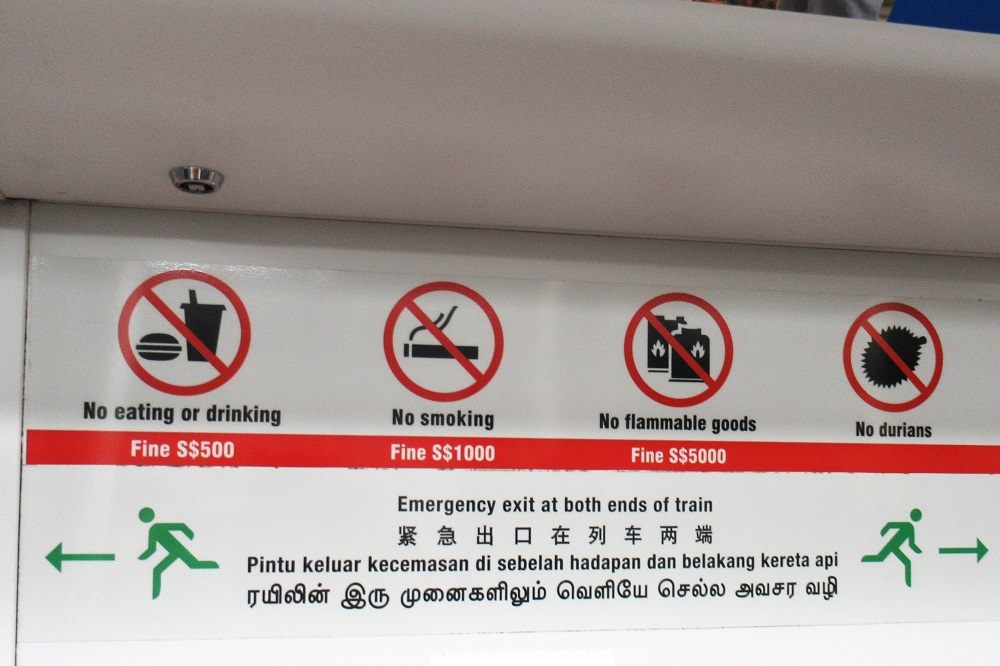 No eating or drinking
No smoking
No flammable goods
No durians
Fine S$500
Fine S$1000
Fine S$5000
Emergency exit at both ends of train
紧急出口在列车两端
Pintu keluar kecemasan di sebelah hadapan dan belakang kereta api
ரயிலின் இரு முனைகளிலும் வெளியே செல்ல அவசர வழி